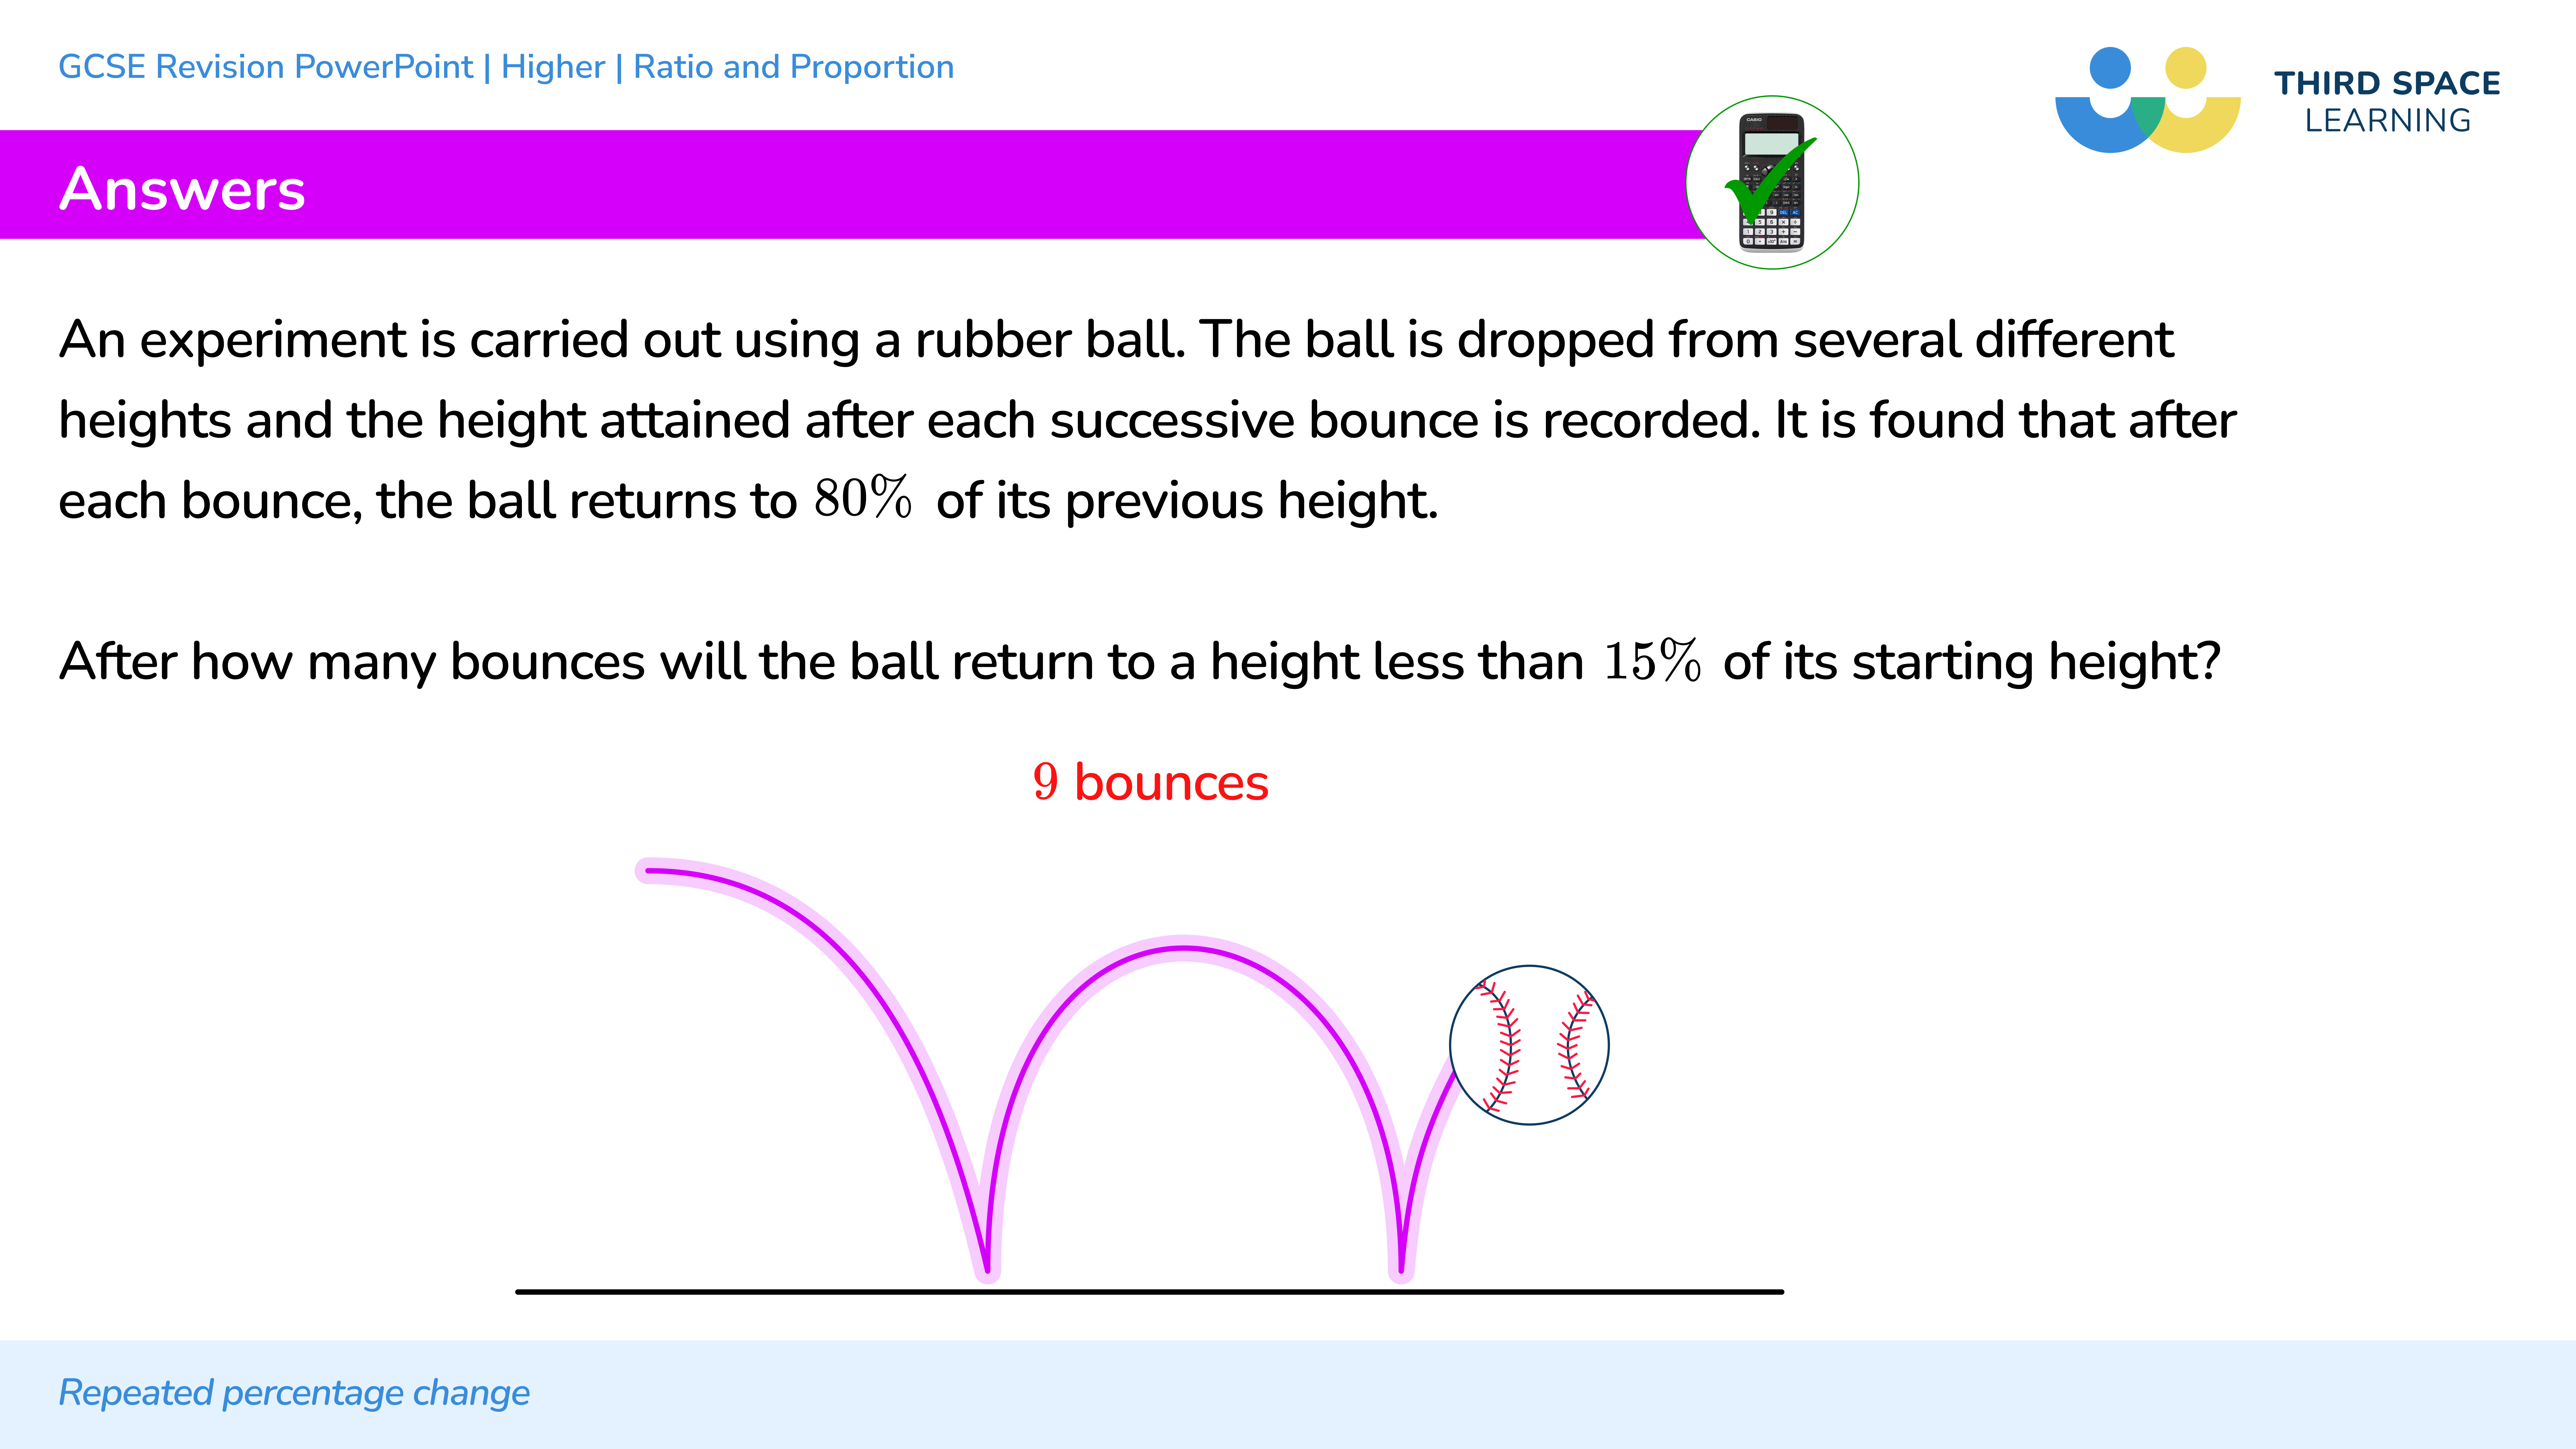 GCSE Revision PowerPoint | Higher | Ratio and Proportion
THIRD SPACE
LEARNING
Answers
CASIO
An experiment is carried out using a rubber ball. The ball is dropped from several different
heights and the height attained after each successive bounce is recorded. It is found that after
each bounce, the ball returns to 80% of its previous height.
After how many bounces will the ball return to a height less than 15% of its starting height?
9 bounces
Repeated percentage change